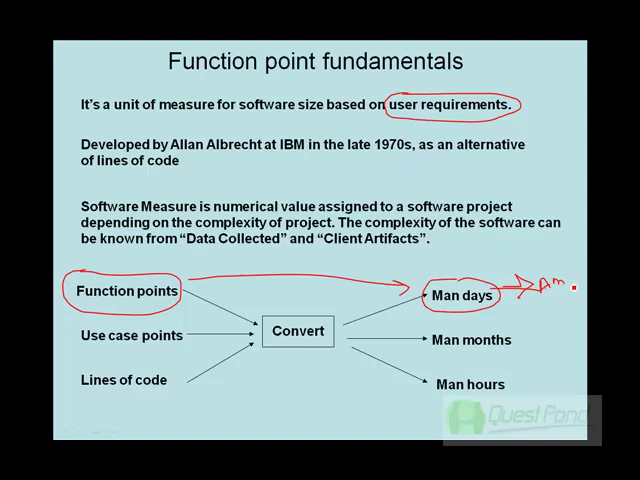 Function point fundamentals
It's a unit of measure for software size based on user requirements.
Developed by Allan Albrecht at IBM in the late 1970s, as an alternative
of lines of code
Software Measure is numerical value assigned to a software project
depending on the complexity of project. The complexity of the software can
be known from “Data Collected” and “Client Artifacts”.
Function points
Man days
Am
Use case points
Convert
Man months
Lines of code
Man hours
QuestPond